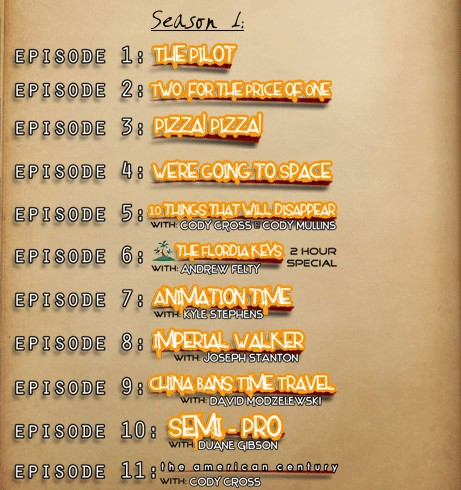 Season 1:
EPISODE 1: THE PILOT
EPISODE 2: TWO FOR THE PRICE OF ONE
EPISODE 3: PIZZA! PIZZA!
EPISODE 4: WERE GOING TO SPACE
EPISODE 5: 10 THINGS THAT WILL DISAPPEAR
WITH: CODY CROSS & CODY MULLINS
EPISODE 6: THE FLORDIA KEYS 2 HOUR SPECIAL
WITH: ANDREW FELTY
EPISODE 7: ANIMATION TIME
WITH: KYLE STEPHENS
EPISODE 8: IMPERIAL WALKER
WITH: JOSEPH STANTON
EPISODE 9: CHINA BANS TIME TRAVEL
WITH: DAVID MODZELEWSKI
EPISODE 10: SEMI - PRO
WITH: DUANE GIBSON
EPISODE 11: the american century
WITH: CODY CROSS